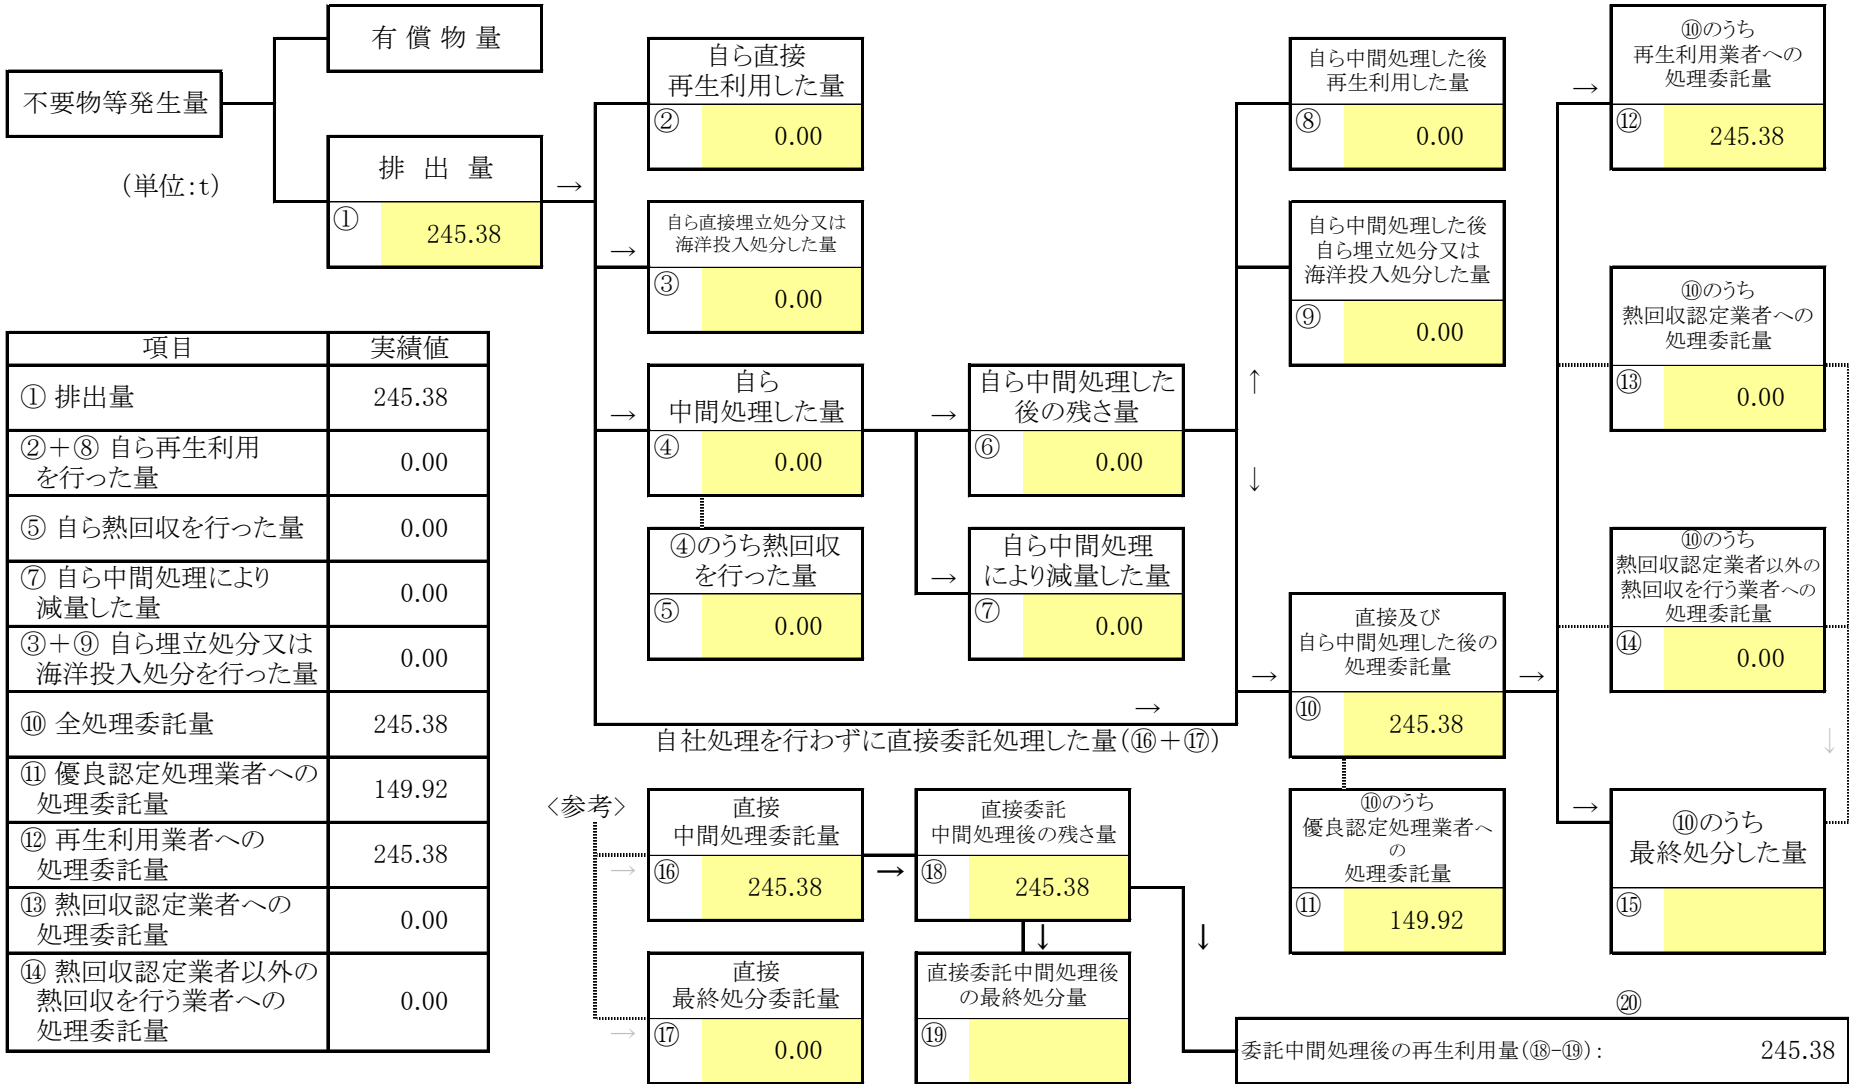 有 償 物 量
不要物等発生量
(単位:t)
排 出 量
→
① 245.38
自ら直接
再生利用した量
② 0.00
→
自ら直接埋立処分又は
海洋投入処分した量
③ 0.00
→
自ら
中間処理した量
④ 0.00
④のうち熱回収
を行った量
⑤ 0.00
→
自ら中間処理した
後の残さ量
⑥ 0.00
→
自ら中間処理
により減量した量
⑦ 0.00
↑
↓
自ら中間処理した後
再生利用した量
⑧ 0.00
自ら中間処理した後
自ら埋立処分又は
海洋投入処分した量
⑨ 0.00
→
自社処理を行わずに直接委託処理した量(⑯+⑰)
→
直接及び
自ら中間処理した後の
処理委託量
⑩ 245.38
⑩のうち
優良認定処理業者へ
の
処理委託量
⑪ 149.92
→
→
⑩のうち
再生利用業者への
処理委託量
⑫ 245.38
⑩のうち
熱回収認定業者への
処理委託量
⑬ 0.00
⑩のうち
熱回収認定業者以外の
熱回収を行う業者への
処理委託量
⑭ 0.00
↓
→
⑩のうち
最終処分した量
⑮
項目 実績値
① 排出量 245.38
②+⑧ 自ら再生利用
を行った量 0.00
⑤ 自ら熱回収を行った量 0.00
⑦ 自ら中間処理により
減量した量 0.00
③+⑨ 自ら埋立処分又は
海洋投入処分を行った量 0.00
⑩ 全処理委託量 245.38
⑪ 優良認定処理業者への
処理委託量 149.92
⑫ 再生利用業者への
処理委託量 245.38
⑬ 熱回収認定業者への
処理委託量 0.00
⑭ 熱回収認定業者以外の
熱回収を行う業者への
処理委託量 0.00
〈参考〉
→
直接
中間処理委託量
⑯ 245.38
→
直接委託
中間処理後の残さ量
⑱ 245.38
↓
↓
→
直接
最終処分委託量
⑰ 0.00
直接委託中間処理後
の最終処分量
⑲
⑳
委託中間処理後の再生利用量(⑱-⑲): 245.38